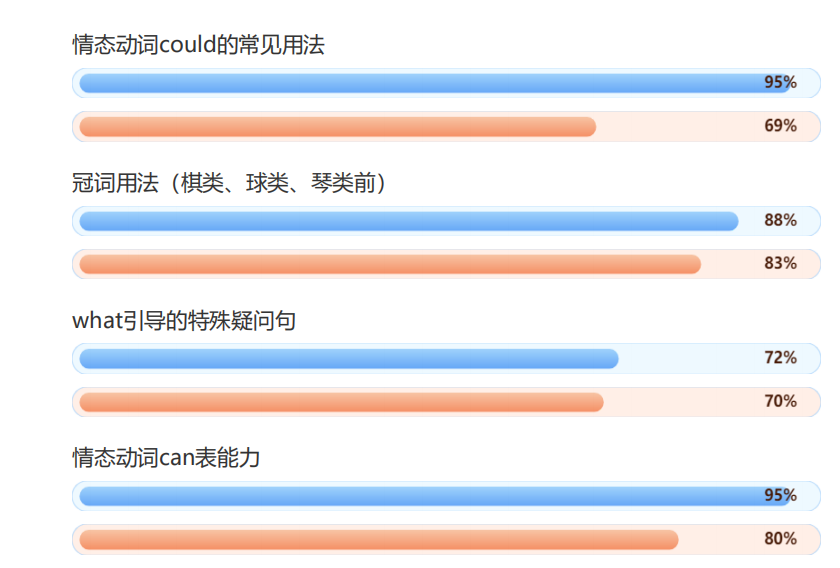 情态动词could的常见用法
95%
69%
冠词用法（棋类、球类、琴类前）
88%
83%
what引导的特殊疑问句
72%
70%
情态动词can表能力
95%
80%